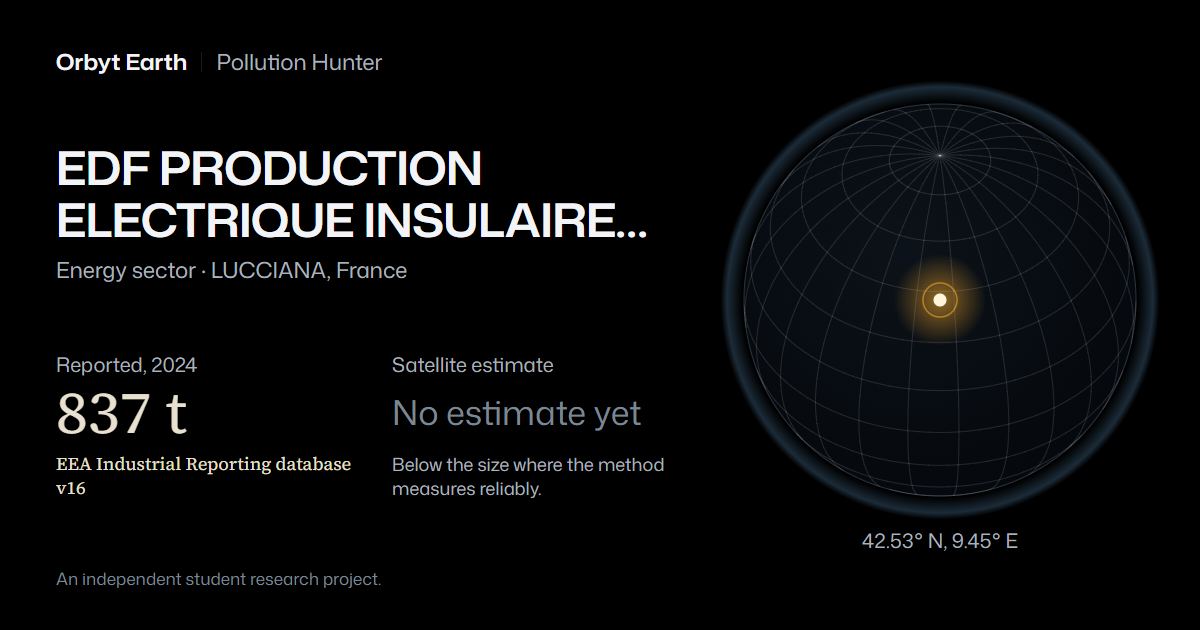 Orbyt Earth | Pollution Hunter
EDF PRODUCTION
ELECTRIQUE INSULAIRE...
Energy sector · LUCCIANA, France
Reported, 2024
837 t
EEA Industrial Reporting database
v16
Satellite estimate
No estimate yet
Below the size where the method
measures reliably.
42.53° N, 9.45° E
An independent student research project.